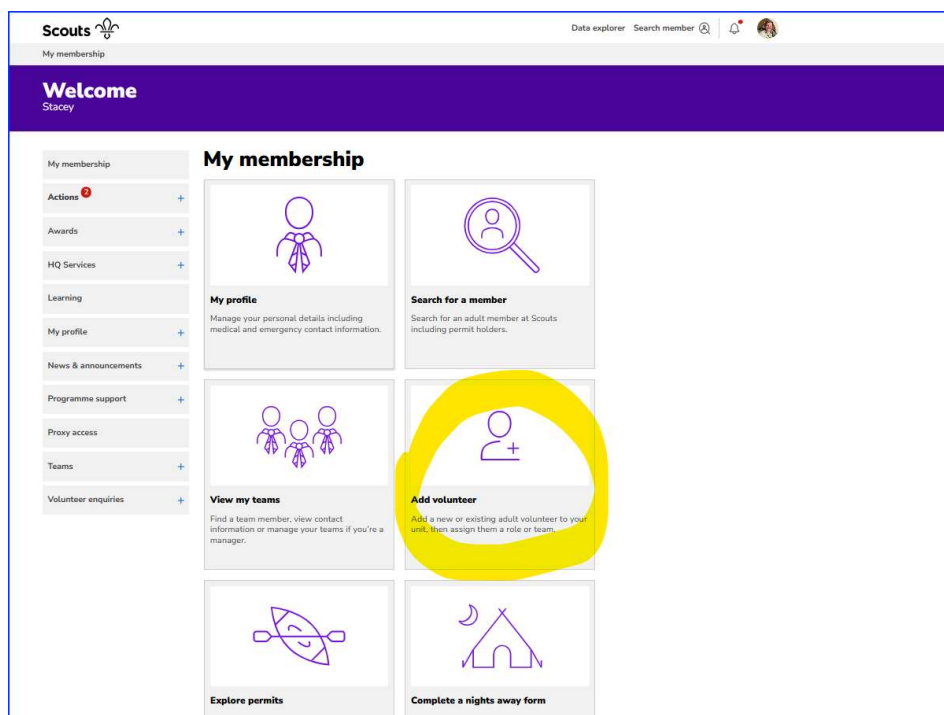 Scouts
Data explorer Search member
My membership
Welcome
Stacey
My membership
Actions 2
Awards
HQ Services
Learning
My profile
News & announcements
Programme support
Proxy access
Teams
Volunteer enquiries
My membership
My profile
Manage your personal details including
medical and emergency contact information.
Search for a member
Search for an adult member at Scouts
including permit holders.
View my teams
Find a team member, view contact
information or manage your teams if you're a
manager.
Add volunteer
Add a new or existing adult volunteer to your
unit, then assign them a role or team.
Explore permits
Complete a nights away form